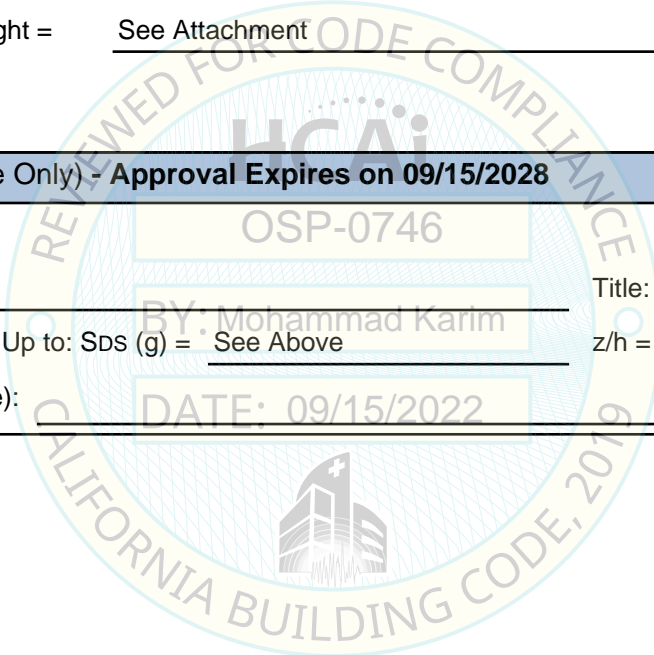 ght = See Attachment
REVIEWED FOR CODE COMPLIANCE
HCAi
e Only) - Approval Expires on 09/15/2028
OSP-0746
Title:
BY: Mohammad Karim
Up to: SDS (g) = See Above z/h =
e):
DATE: 09/15/2022
CALIFORNIA BUILDING CODE, 2019